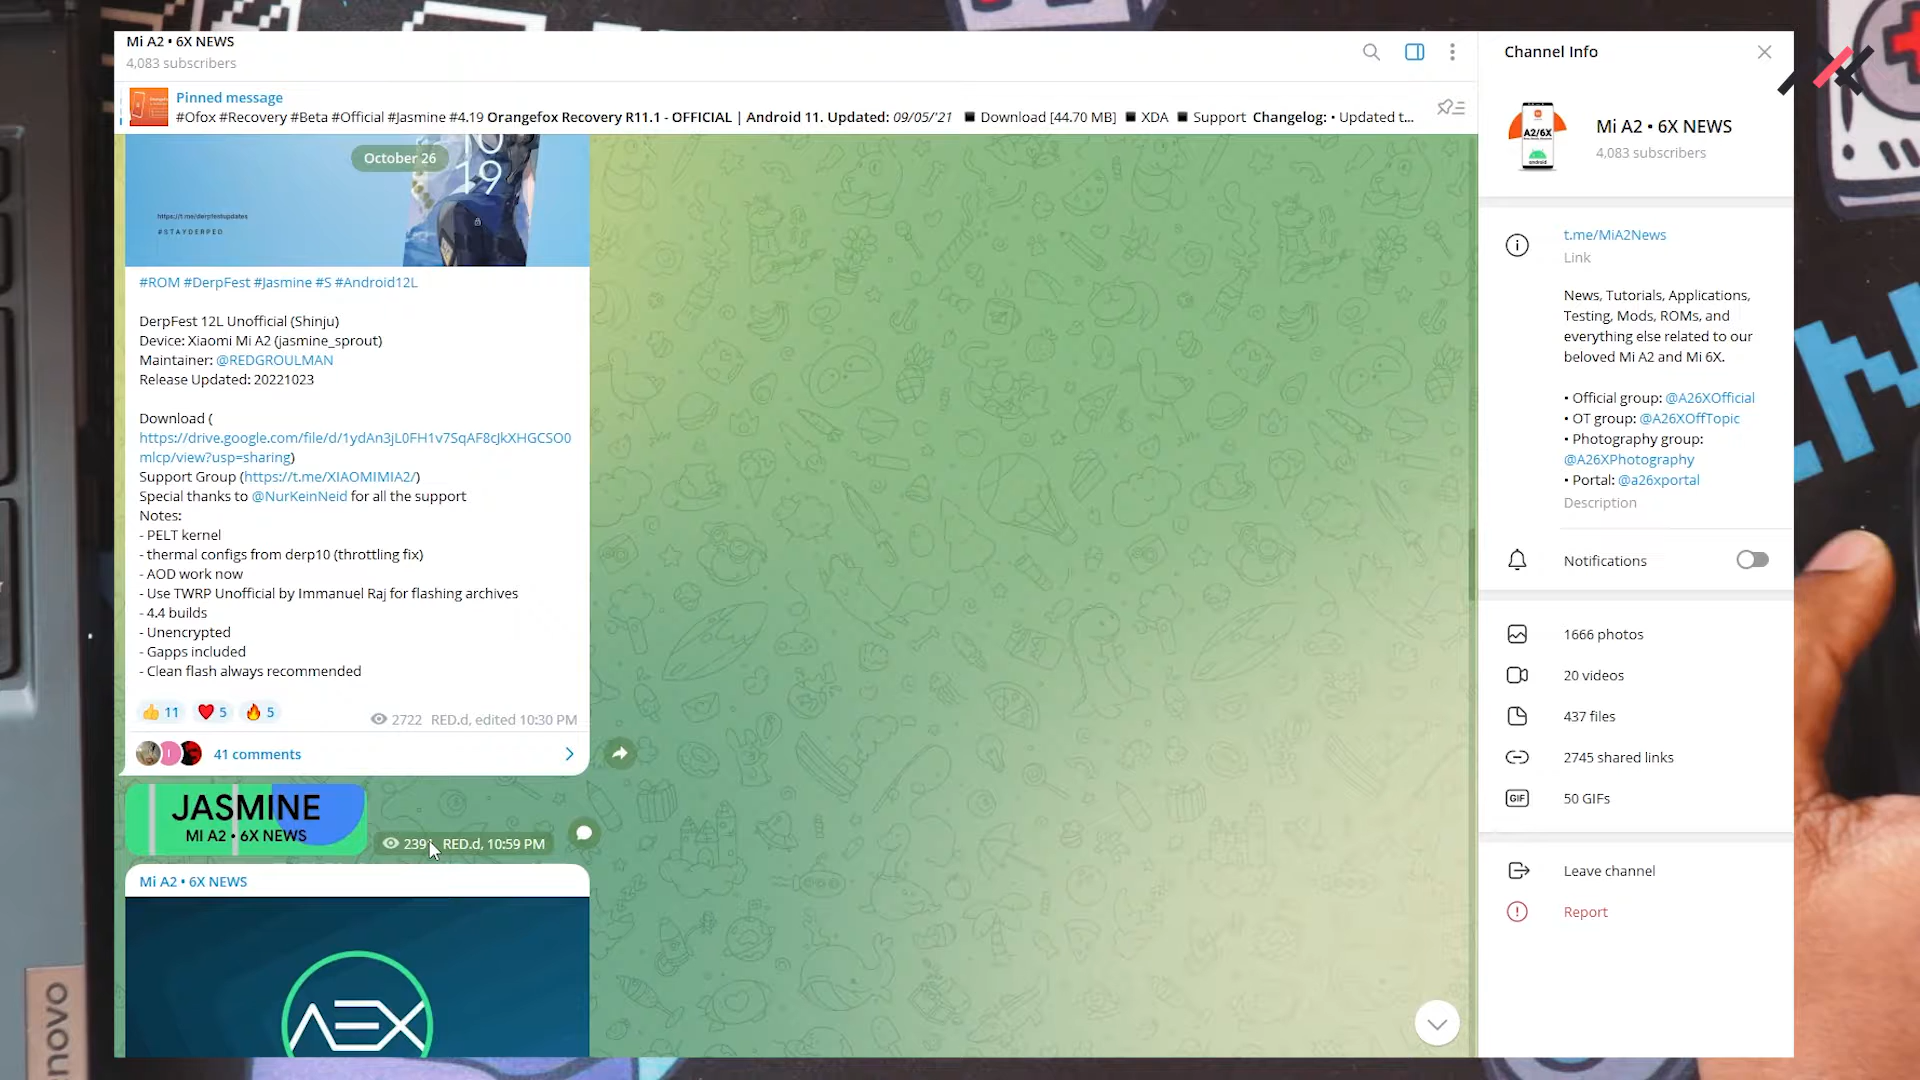 Mi A2 • 6X NEWS
4,083 subscribers
Pinned message
#Ofox #Recovery #Beta #Official #Jasmine #4.19 Orangefox Recovery R11.1 - OFFICIAL | Android 11. Updated: 09/05/'21 ■ Download [44.70 MB] ■ XDA ■ Support Changelog: • Updated t...
October 26
19
https://t.me/derpfestupdates
#STAYDERPED
#ROM #DerpFest #Jasmine #S #Android12L
DerpFest 12L Unofficial (Shinju)
Device: Xiaomi Mi A2 (jasmine_sprout)
Maintainer: @REDGROULMAN
Release Updated: 20221023
Download (
https://drive.google.com/file/d/1ydAn3jL0FH1v7SqAF8cJkXHGCSO0
mlcp/view?usp=sharing)
Support Group (https://t.me/XIAOMIMIA2/)
Special thanks to @NurKeinNeid for all the support
Notes:
- PELT kernel
- thermal configs from derp10 (throttling fix)
- AOD work now
- Use TWRP Unofficial by Immanuel Raj for flashing archives
- 4.4 builds
- Unencrypted
- Gapps included
- Clean flash always recommended
👍 11 ❤ 5 🔥 5
2722 RED.d, edited 10:30 PM
41 comments
JASMINE
MI A2 • 6X NEWS
RED.d, 10:59 PM
Mi A2 • 6X NEWS
AEX
Channel Info
A2/6X
android
Mi A2 • 6X NEWS
4,083 subscribers
t.me/MiA2News
Link
News, Tutorials, Applications,
Testing, Mods, ROMs, and
everything else related to our
beloved Mi A2 and Mi 6X.
• Official group: @A26XOfficial
• OT group: @A26XOffTopic
• Photography group:
@A26XPhotography
• Portal: @a26xportal
Description
Notifications
1666 photos
20 videos
437 files
2745 shared links
GIF
50 GIFs
Leave channel
Report
novo